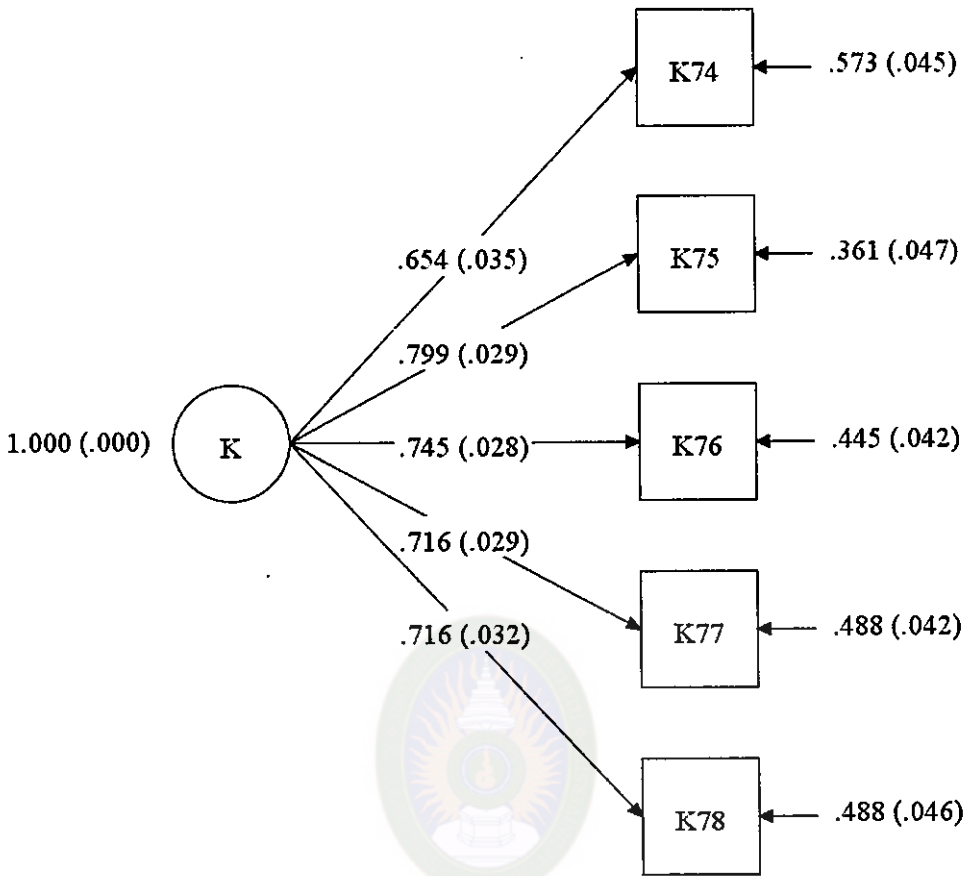 K74
.573 (.045)
.654 (.035)
K75
.361 (.047)
.799 (.029)
1.000 (.000)
K
.745 (.028)
K76
.445 (.042)
.716 (.029)
K77
.488 (.042)
.716 (.032)
K78
.488 (.046)